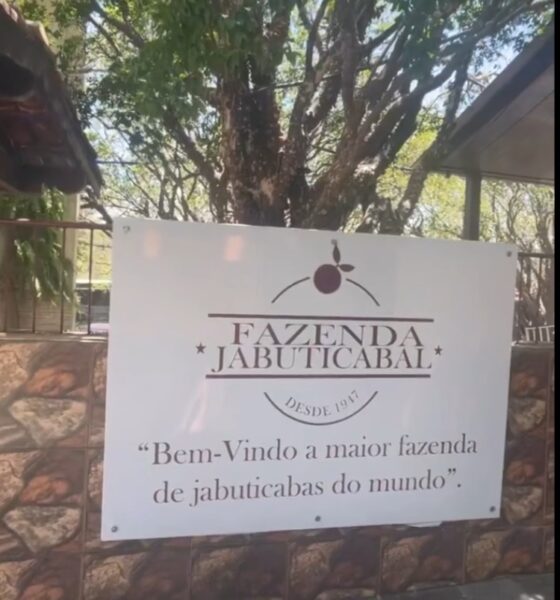 FAZENDA
JABUTICABAL
DESDE 1947
“Bem-Vindo a maior fazenda
de jabuticabas do mundo”.